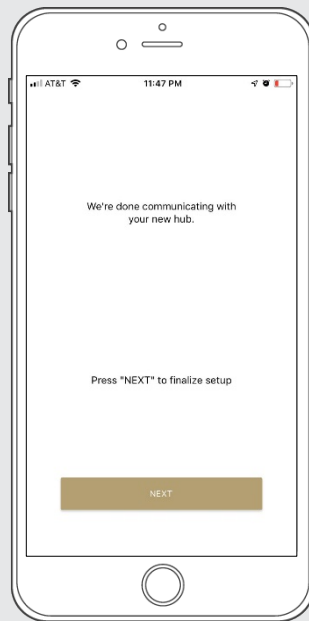 AT&T 11:47 PM
We're done communicating with
your new hub.
Press "NEXT" to finalize setup
NEXT